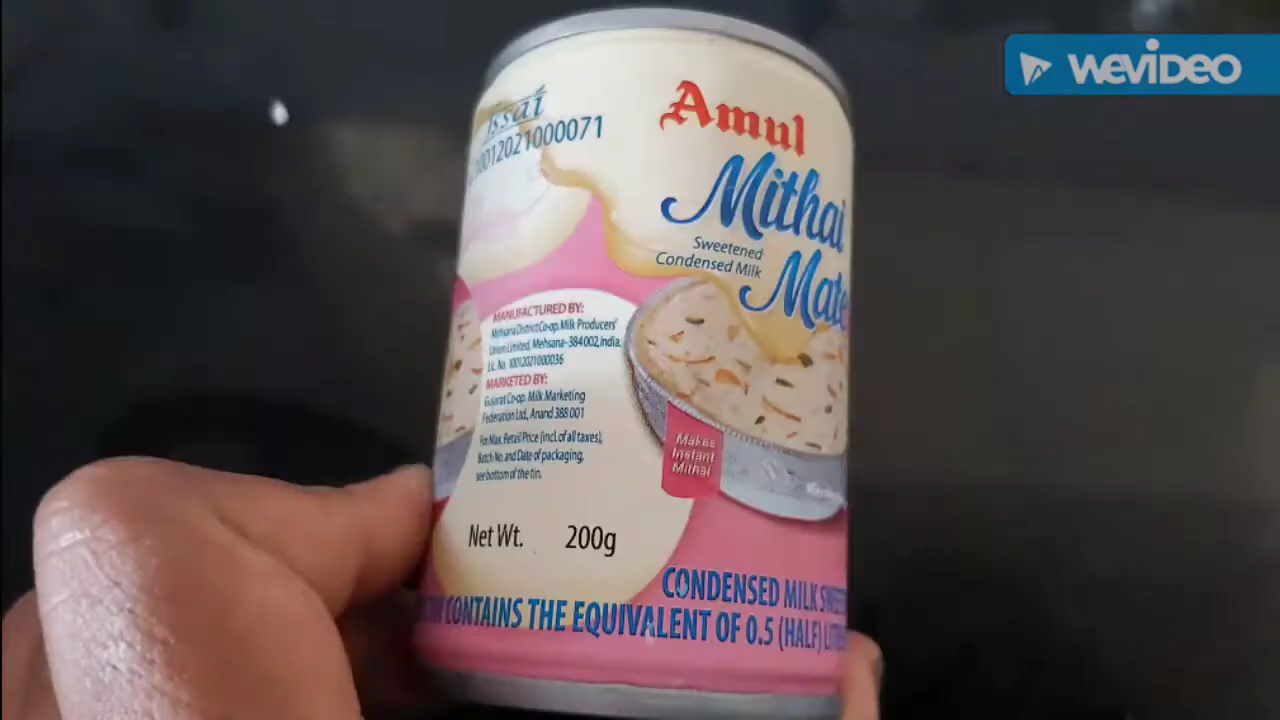 WEVIDEO
fssai
10012021000071
Amul
Mithai
Mate
Sweetened
Condensed Milk
MANUFACTURED BY:
Mehsana District Co-op. Milk Producers'
Union Limited, Mehsana- 384 002, India.
Lic. No. 10012021000036
MARKETED BY:
Gujarat Co-op. Milk Marketing
Federation Ltd., Anand 388 001
For Max. Retail Price (incl. of all taxes),
Batch No. and Date of packaging,
see bottom of the tin.
Makes
Instant
Mithai
Net Wt. 200g
CONDENSED MILK
CONTAINS THE EQUIVALENT OF 0.5 (HALF)